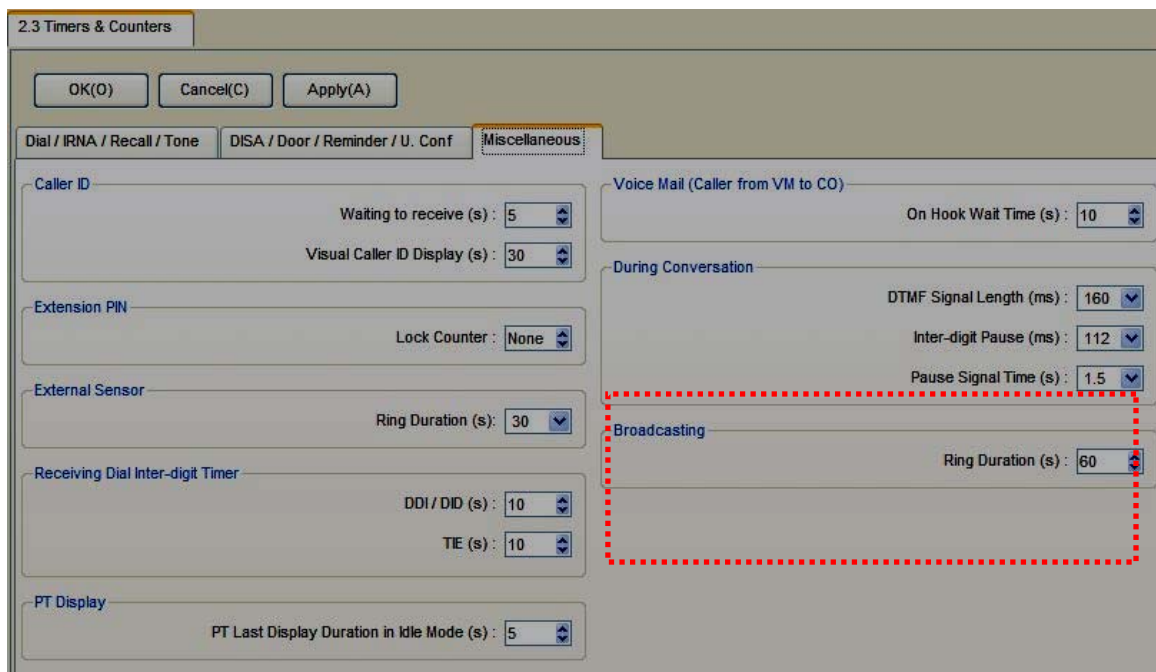 2.3 Timers & Counters
OK(O) Cancel(C) Apply(A)
Dial / IRNA / Recall / Tone DISA / Door / Reminder / U. Conf Miscellaneous
Caller ID
Waiting to receive (s) : 5
Visual Caller ID Display (s) : 30
Extension PIN
Lock Counter : None
External Sensor
Ring Duration (s): 30
Receiving Dial Inter-digit Timer
DDI / DID (s) : 10
TIE (s) : 10
PT Display
PT Last Display Duration in Idle Mode (s) : 5
Voice Mail (Caller from VM to CO)
On Hook Wait Time (s) : 10
During Conversation
DTMF Signal Length (ms) : 160
Inter-digit Pause (ms) : 112
Pause Signal Time (s) : 1.5
Broadcasting
Ring Duration (s) : 60